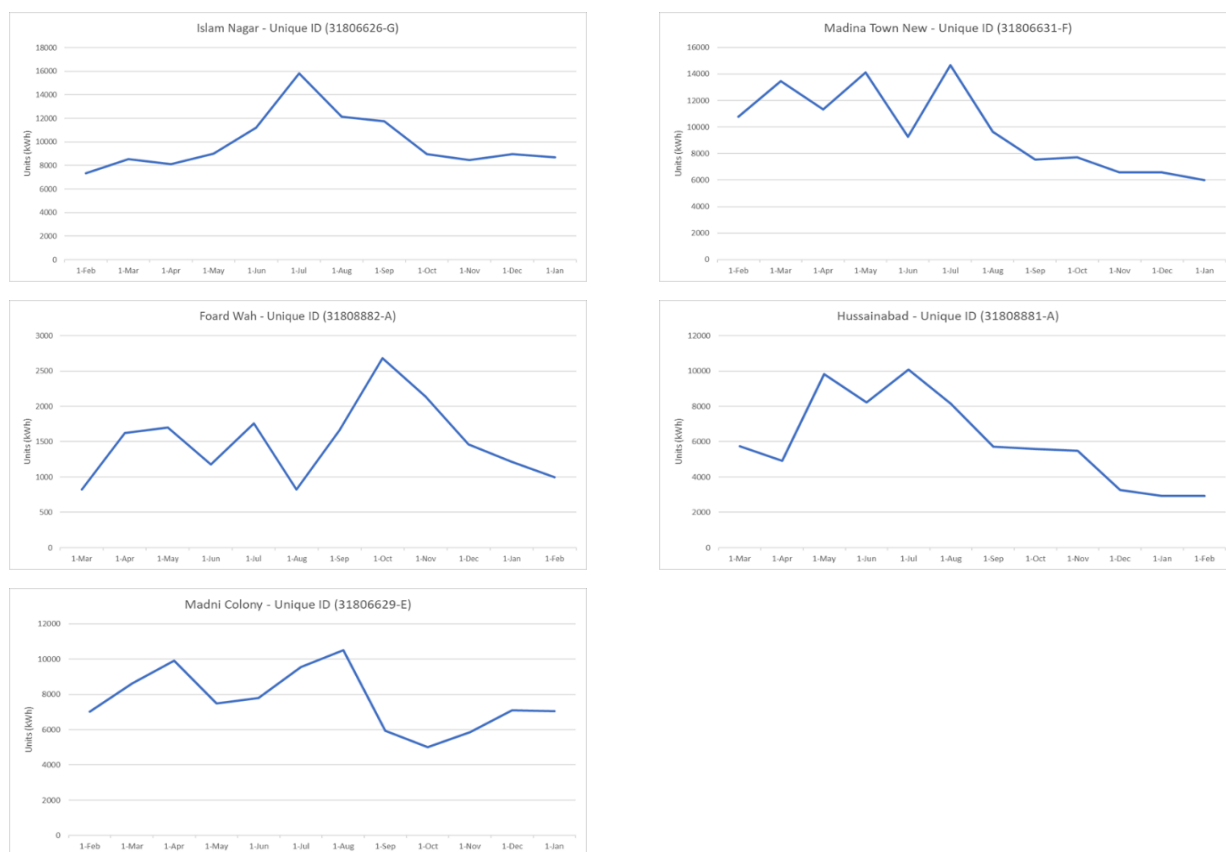 Islam Nagar - Unique ID (31806626-G)
18000
16000
14000
12000
10000
8000
6000
4000
2000
0
Units (kWh)
1-Feb 1-Mar 1-Apr 1-May 1-Jun 1-Jul 1-Aug 1-Sep 1-Oct 1-Nov 1-Dec 1-Jan
Madina Town New - Unique ID (31806631-F)
16000
14000
12000
10000
8000
6000
4000
2000
0
Units (kWh)
1-Feb 1-Mar 1-Apr 1-May 1-Jun 1-Jul 1-Aug 1-Sep 1-Oct 1-Nov 1-Dec 1-Jan
Foard Wah - Unique ID (31808882-A)
3000
2500
2000
1500
1000
500
0
Units (kWh)
1-Mar 1-Apr 1-May 1-Jun 1-Jul 1-Aug 1-Sep 1-Oct 1-Nov 1-Dec 1-Jan 1-Feb
Hussainabad - Unique ID (31808881-A)
12000
10000
8000
6000
4000
2000
0
Units (kWh)
1-Mar 1-Apr 1-May 1-Jun 1-Jul 1-Aug 1-Sep 1-Oct 1-Nov 1-Dec 1-Jan 1-Feb
Madni Colony - Unique ID (31806629-E)
12000
10000
8000
6000
4000
2000
0
Units (kWh)
1-Feb 1-Mar 1-Apr 1-May 1-Jun 1-Jul 1-Aug 1-Sep 1-Oct 1-Nov 1-Dec 1-Jan